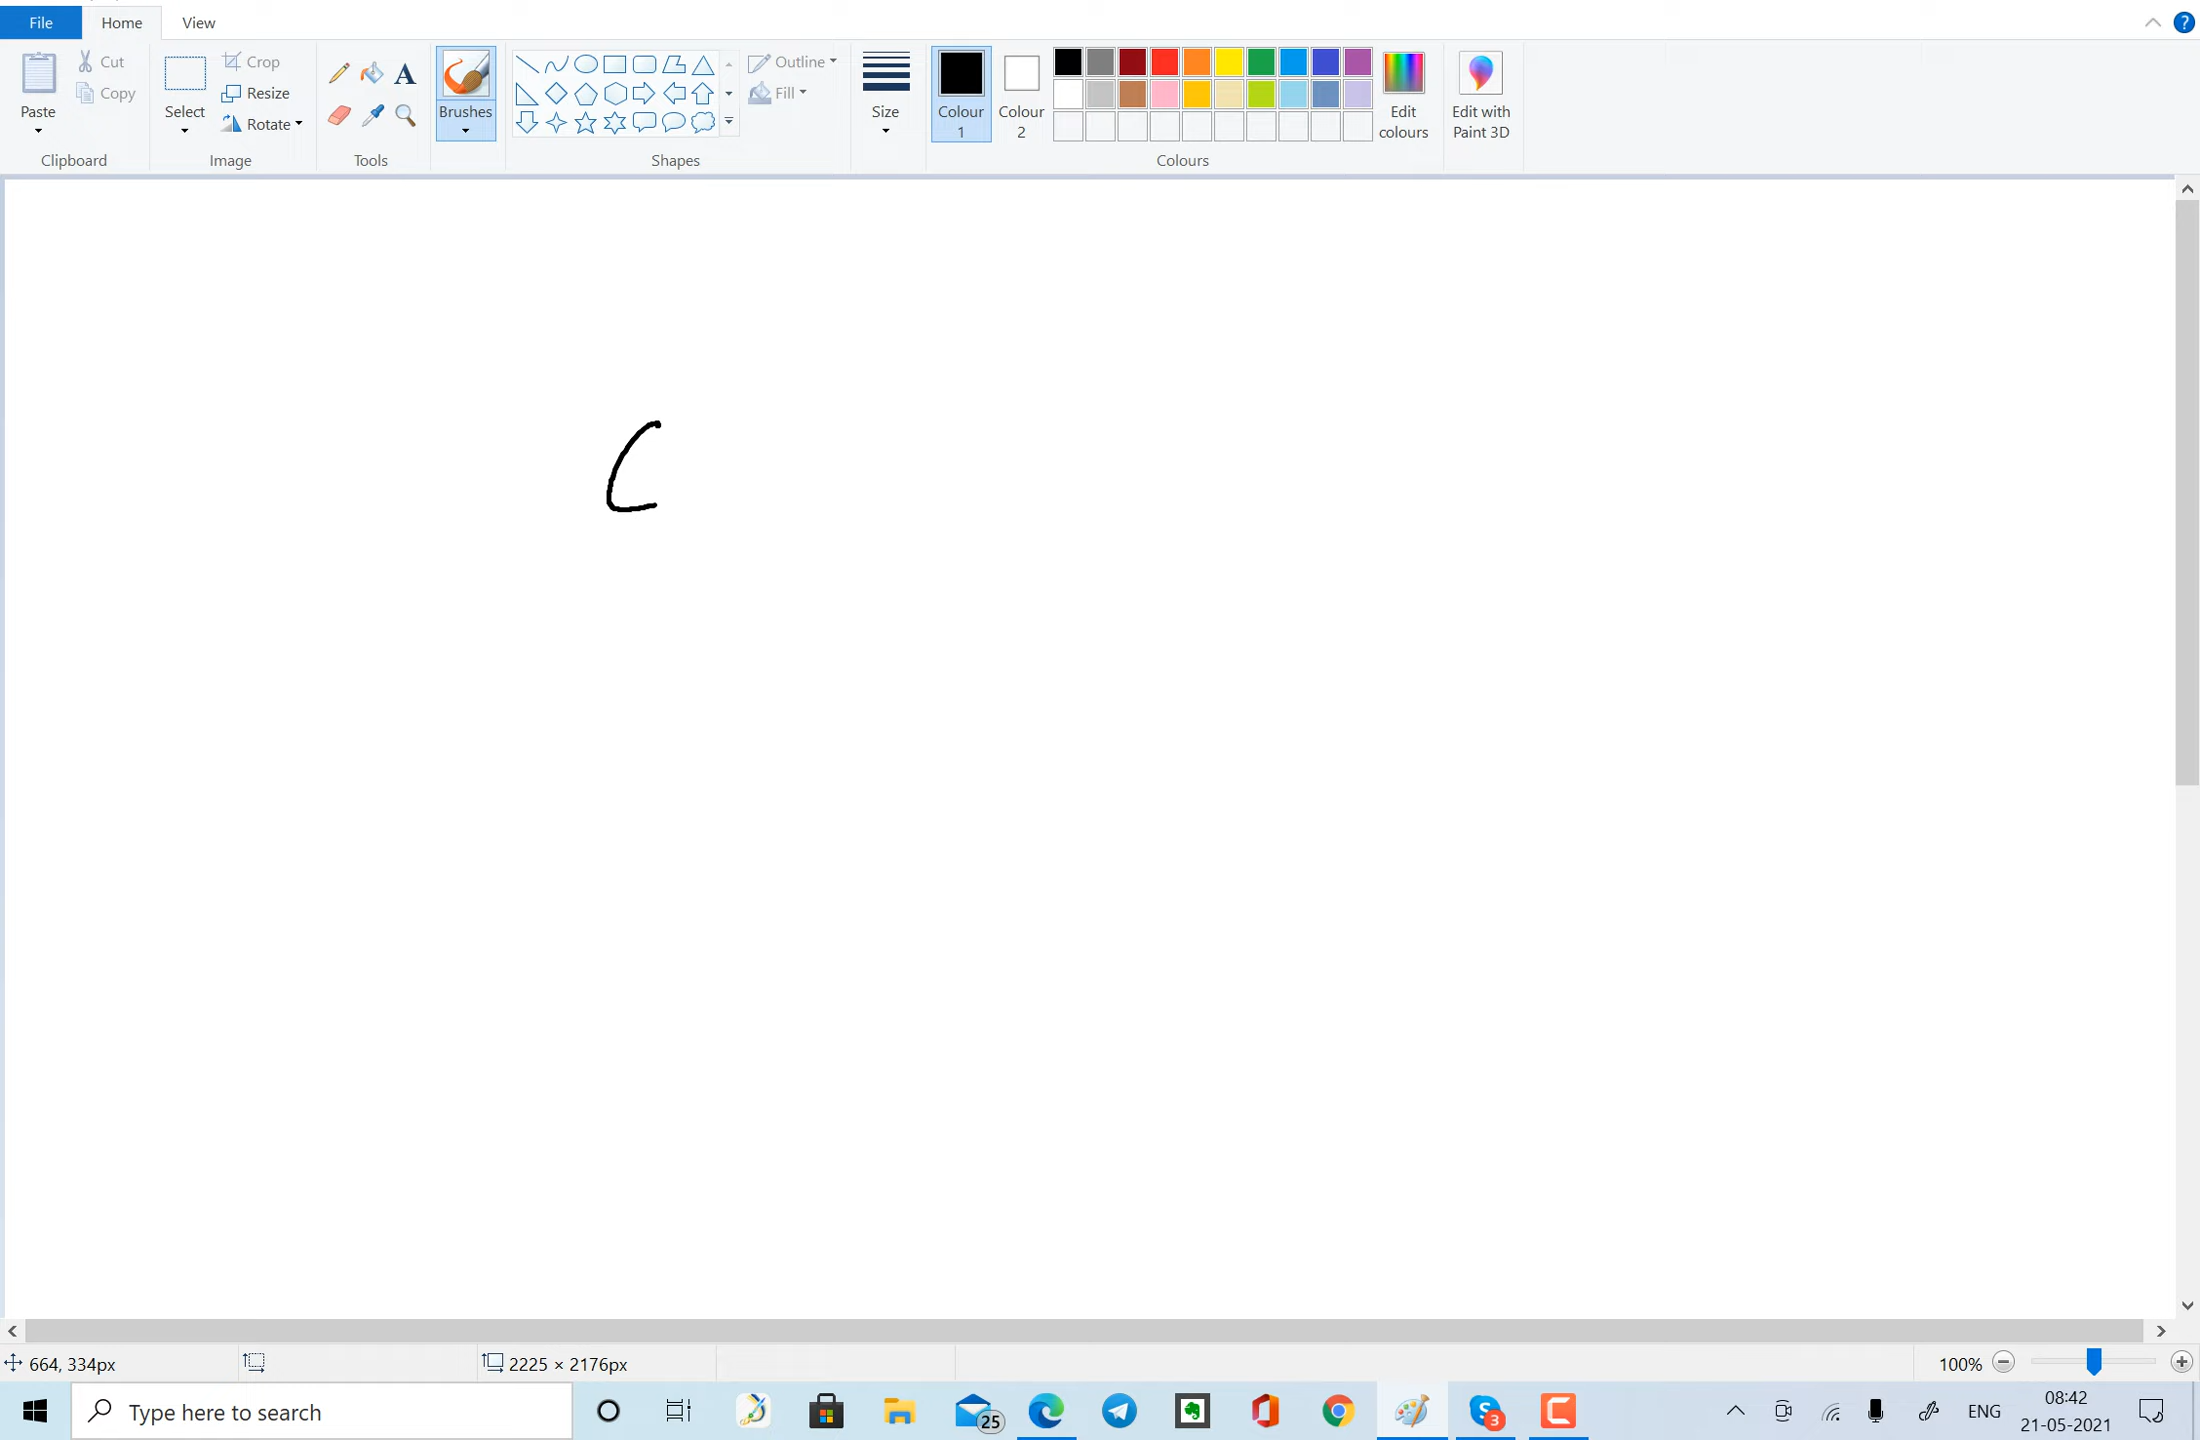 File Home View
Paste Cut Copy Select Crop Resize Rotate A Brushes Outline Fill Size Colour 1 Colour 2 Edit colours Edit with Paint 3D
Clipboard Image Tools Shapes Colours
C
664, 334px 2225 × 2176px 100%
Type here to search 25 3 ENG 08:42
21-05-2021